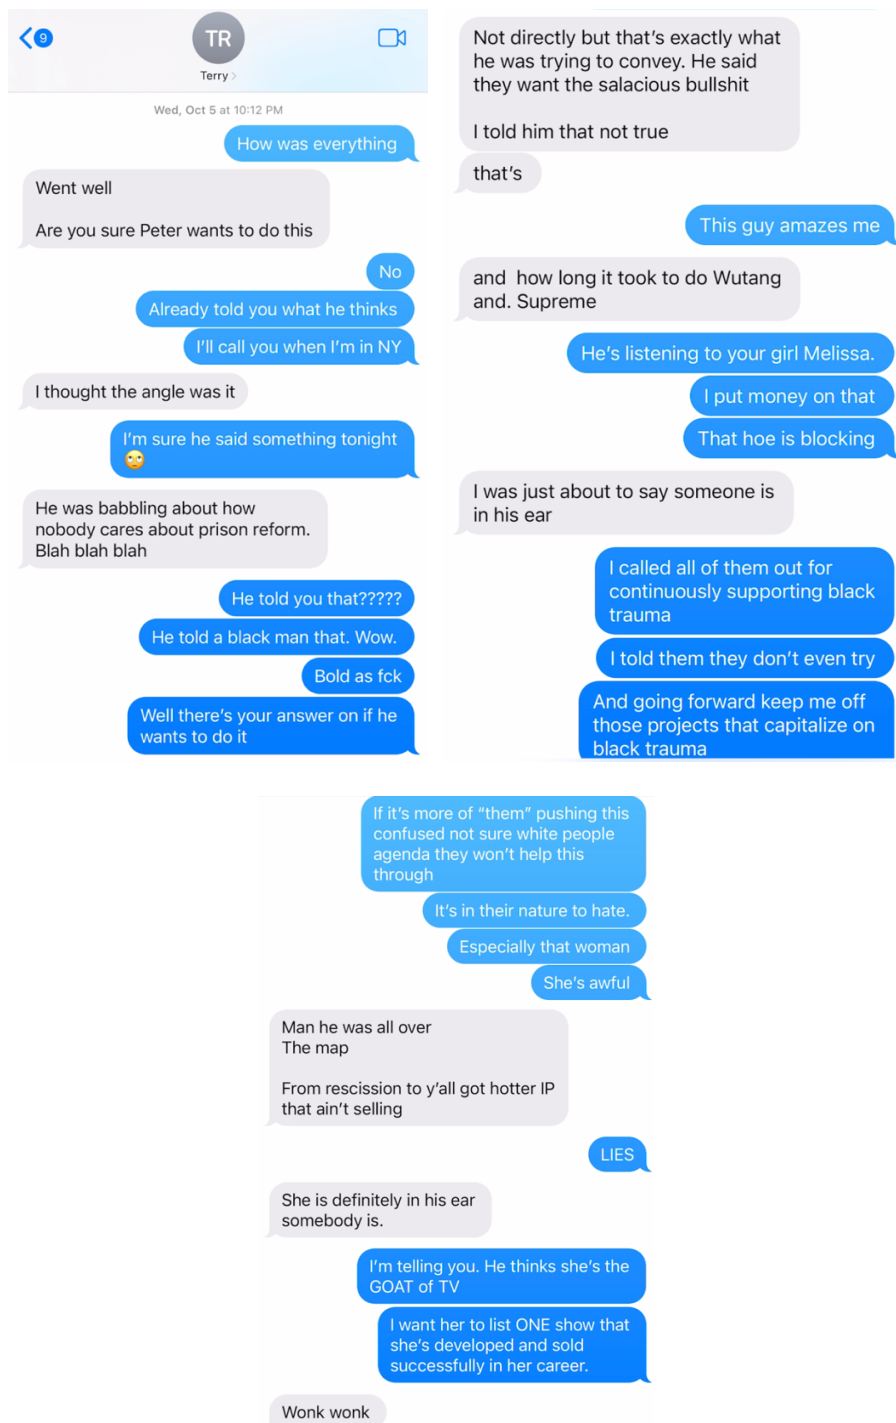 9
TR
Terry
Wed, Oct 5 at 10:12 PM
How was everything
Went well
Are you sure Peter wants to do this
No
Already told you what he thinks
I'll call you when I'm in NY
I thought the angle was it
I'm sure he said something tonight
🙄
He was babbling about how
nobody cares about prison reform.
Blah blah blah
He told you that?????
He told a black man that. Wow.
Bold as fck
Well there's your answer on if he
wants to do it
Not directly but that's exactly what
he was trying to convey. He said
they want the salacious bullshit
I told him that not true
that's
This guy amazes me
and  how long it took to do Wutang
and. Supreme
He's listening to your girl Melissa.
I put money on that
That hoe is blocking
I was just about to say someone is
in his ear
I called all of them out for
continuously supporting black
trauma
I told them they don't even try
And going forward keep me off
those projects that capitalize on
black trauma
If it's more of “them” pushing this
confused not sure white people
agenda they won't help this
through
It's in their nature to hate.
Especially that woman
She's awful
Man he was all over
The map
From rescission to y'all got hotter IP
that ain't selling
LIES
She is definitely in his ear
somebody is.
I'm telling you. He thinks she's the
GOAT of TV
I want her to list ONE show that
she's developed and sold
successfully in her career.
Wonk wonk